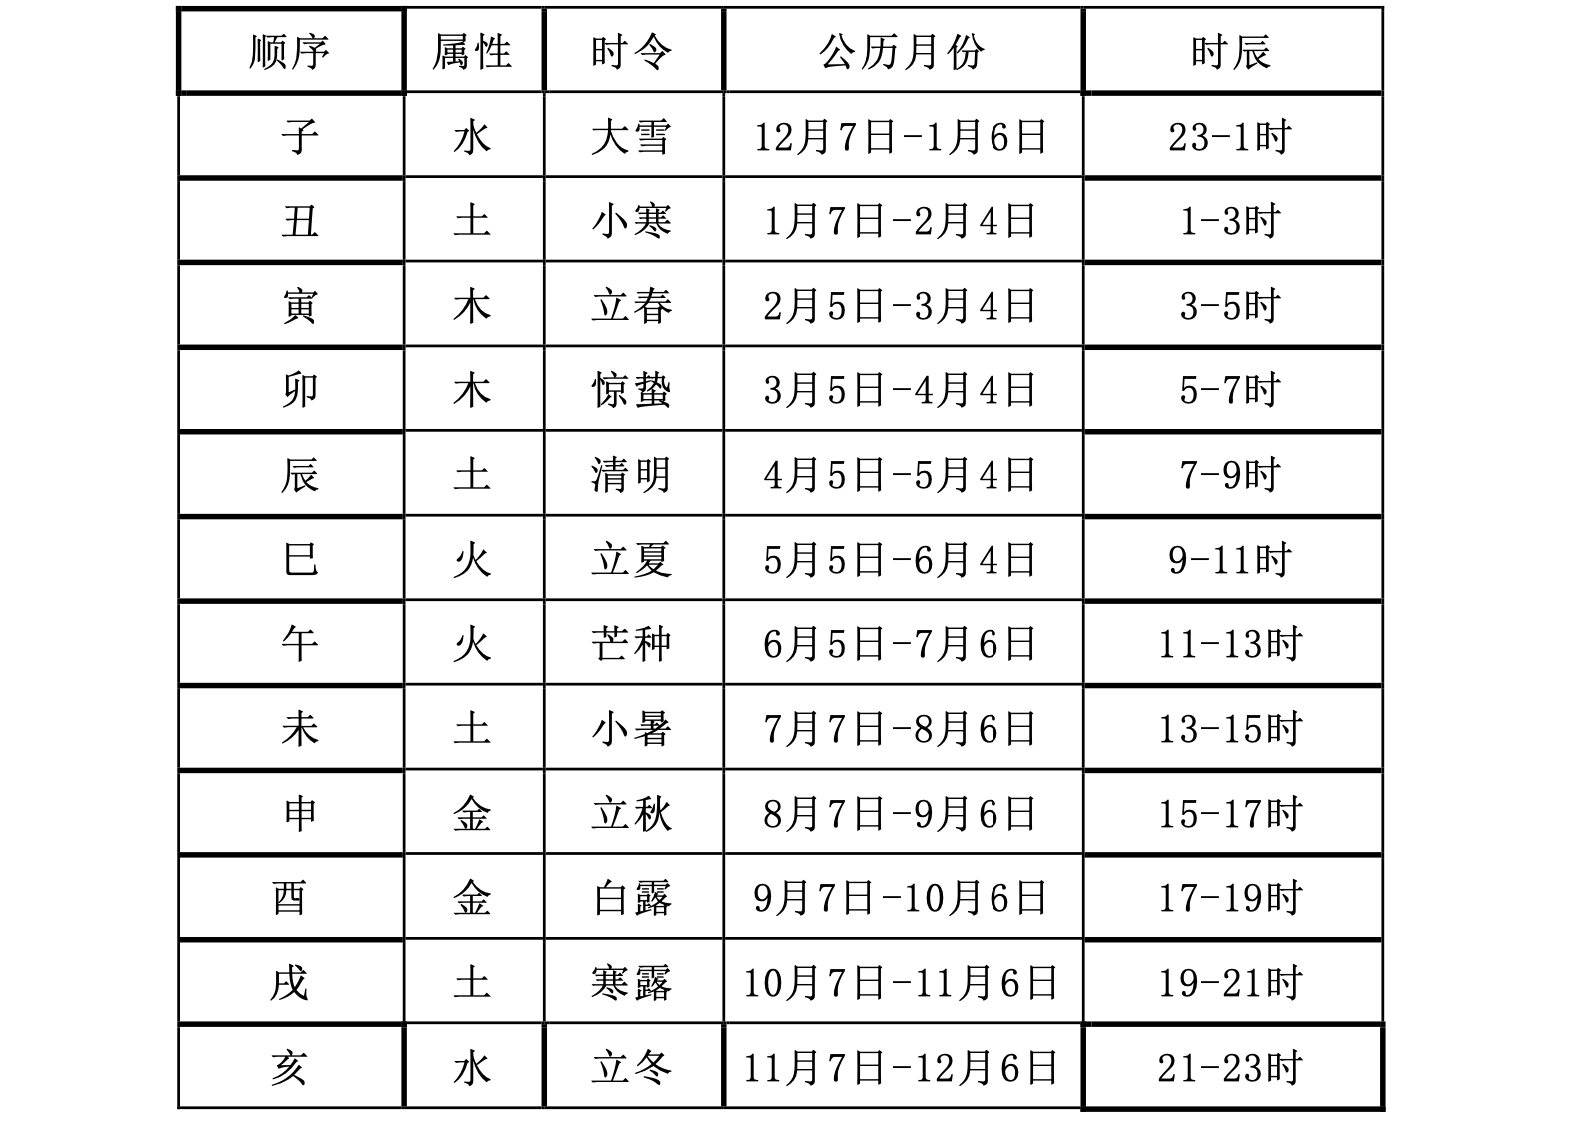 顺序 属性 时令 公历月份 时辰
子 水 大雪 12月7日-1月6日 23-1时
丑 土 小寒 1月7日-2月4日 1-3时
寅 木 立春 2月5日-3月4日 3-5时
卯 木 惊蛰 3月5日-4月4日 5-7时
辰 土 清明 4月5日-5月4日 7-9时
巳 火 立夏 5月5日-6月4日 9-11时
午 火 芒种 6月5日-7月6日 11-13时
未 土 小暑 7月7日-8月6日 13-15时
申 金 立秋 8月7日-9月6日 15-17时
酉 金 白露 9月7日-10月6日 17-19时
戌 土 寒露 10月7日-11月6日 19-21时
亥 水 立冬 11月7日-12月6日 21-23时